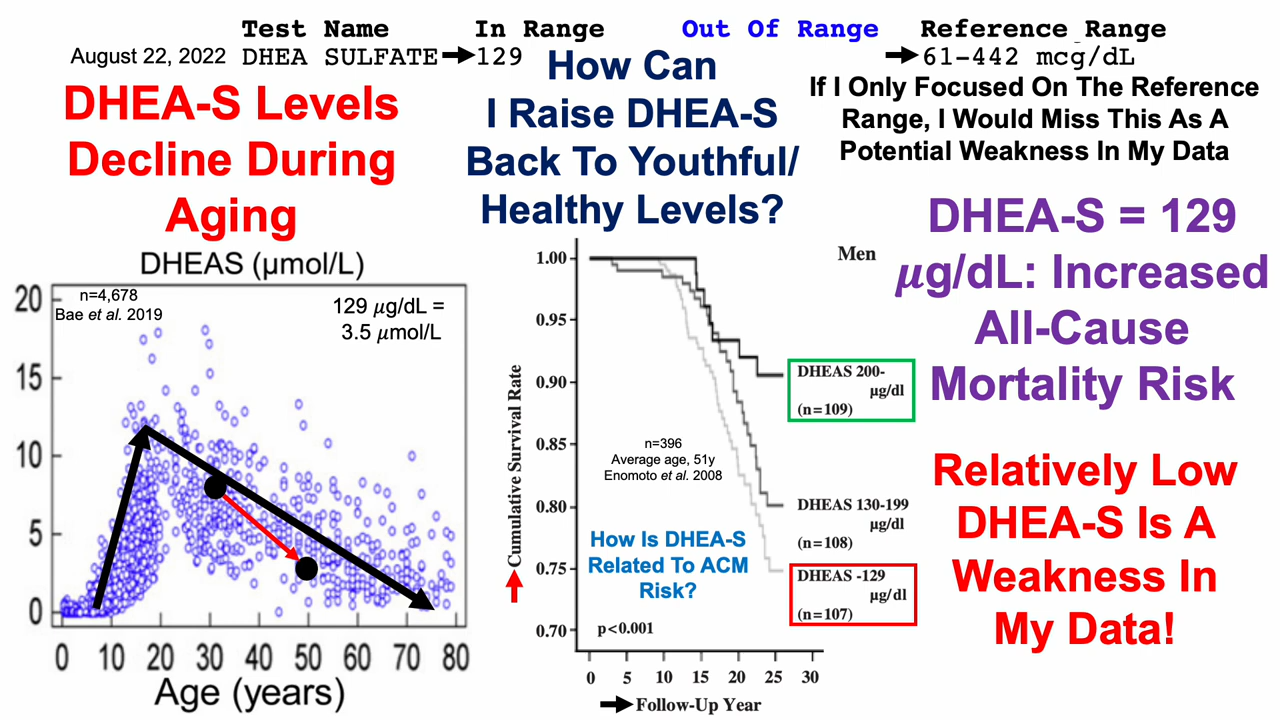 Test Name In Range Out Of Range Reference Range
August 22, 2022 DHEA SULFATE 129 61-442 mcg/dL
DHEA-S Levels
Decline During
Aging
How Can
I Raise DHEA-S
Back To Youthful/
Healthy Levels?
If I Only Focused On The Reference
Range, I Would Miss This As A
Potential Weakness In My Data
DHEAS (μmol/L)
n=4,678
Bae et al. 2019
129 μg/dL =
3.5 μmol/L
20
15
10
5
0
0 10 20 30 40 50 60 70 80
Age (years)
Men
Cumulative Survival Rate
1.00
0.95
0.90
0.85
0.80
0.75
0.70
n=396
Average age, 51y
Enomoto et al. 2008
How Is DHEA-S
Related To ACM
Risk?
p<0.001
DHEAS 200-
μg/dl
(n=109)
DHEAS 130-199
μg/dl
(n=108)
DHEAS -129
μg/dl
(n=107)
0 5 10 15 20 25 30
Follow-Up Year
DHEA-S = 129
μg/dL: Increased
All-Cause
Mortality Risk
Relatively Low
DHEA-S Is A
Weakness In
My Data!